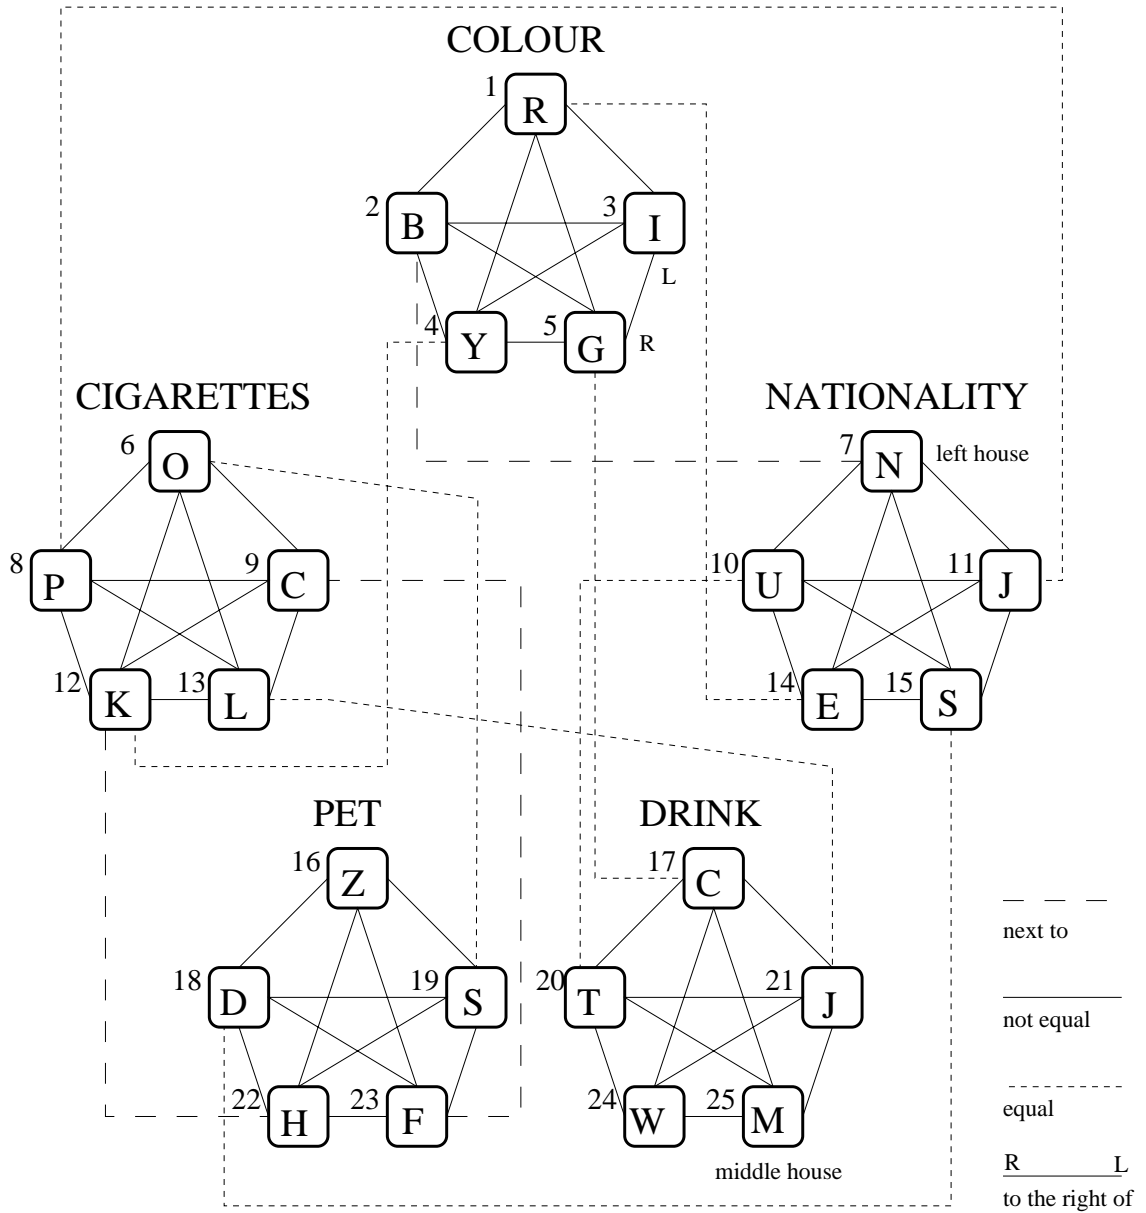 COLOUR
1
R
2
B
3
I
L
4
Y
5
G
R
CIGARETTES
NATIONALITY
6
O
7
N
left house
8
P
9
C
10
U
11
J
12
K
13
L
14
E
15
S
PET
DRINK
16
Z
17
C
18
D
19
S
20
T
21
J
next to
not equal
22
H
23
F
24
W
25
M
equal
middle house
R L
to the right of